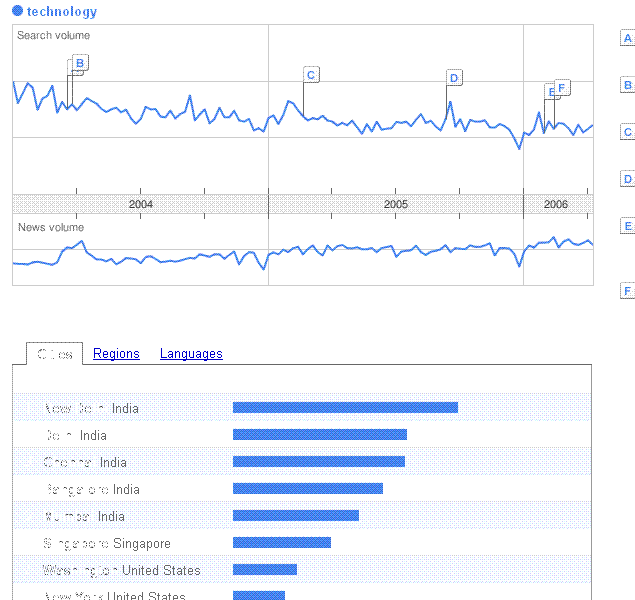 technology
Search volume
A
B
B
C
D
E F
C
D
2004 2005 2006
News volume
E
F
Cities Regions Languages
New Delhi India
Delhi India
Chennai India
Bangalore India
Mumbai India
Singapore Singapore
Washington United States
New York United States